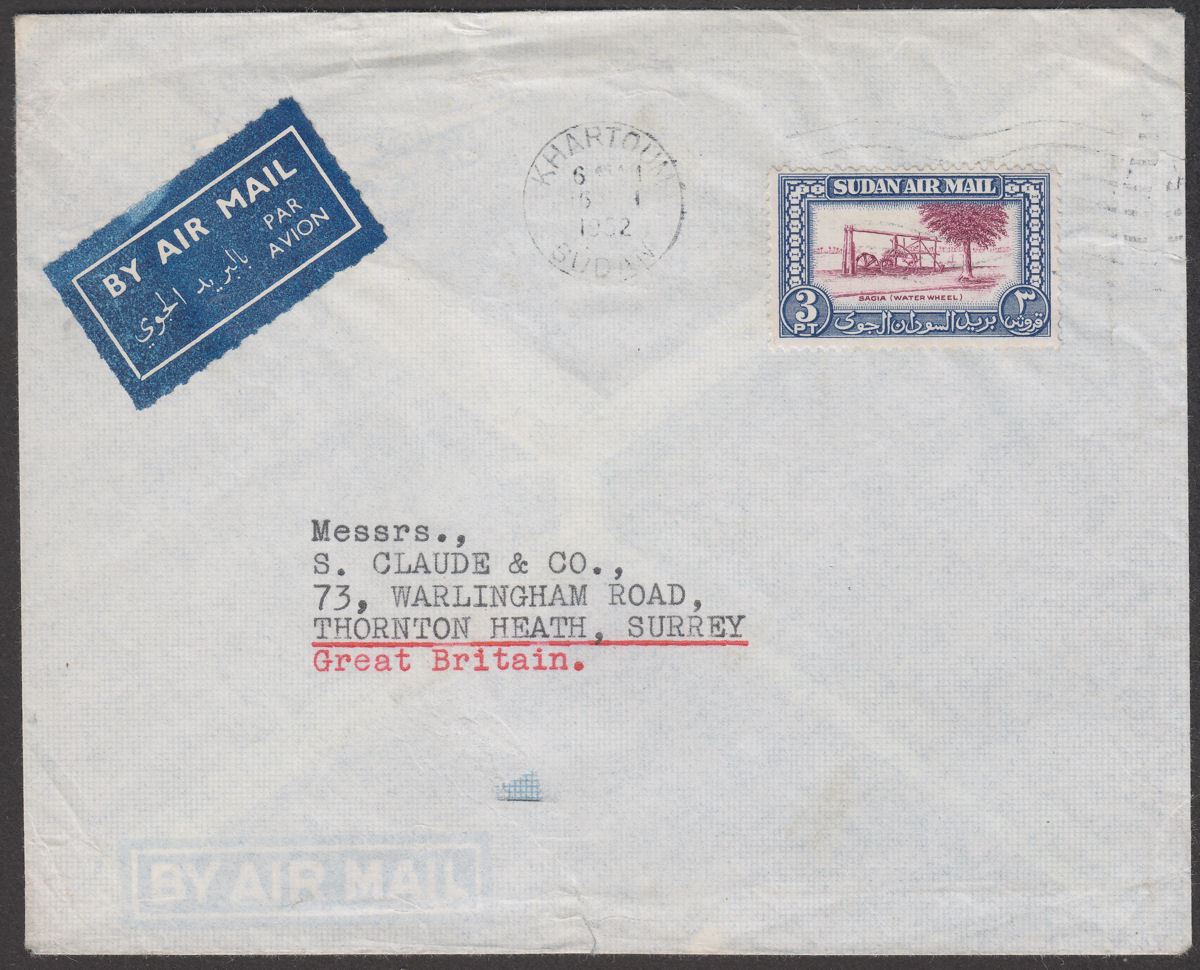 BY AIR MAIL
بالبريد الجوي
PAR
AVION
KHARTOUM
1952
SUDAN
SUDAN AIR MAIL
SAGIA (WATER WHEEL)
3
PT
بريد السودان الجوى
٣
قروش
Messrs.,
S. CLAUDE & CO.,
73, WARLINGHAM ROAD,
THORNTON HEATH, SURREY
Great Britain.
BY AIR MAIL